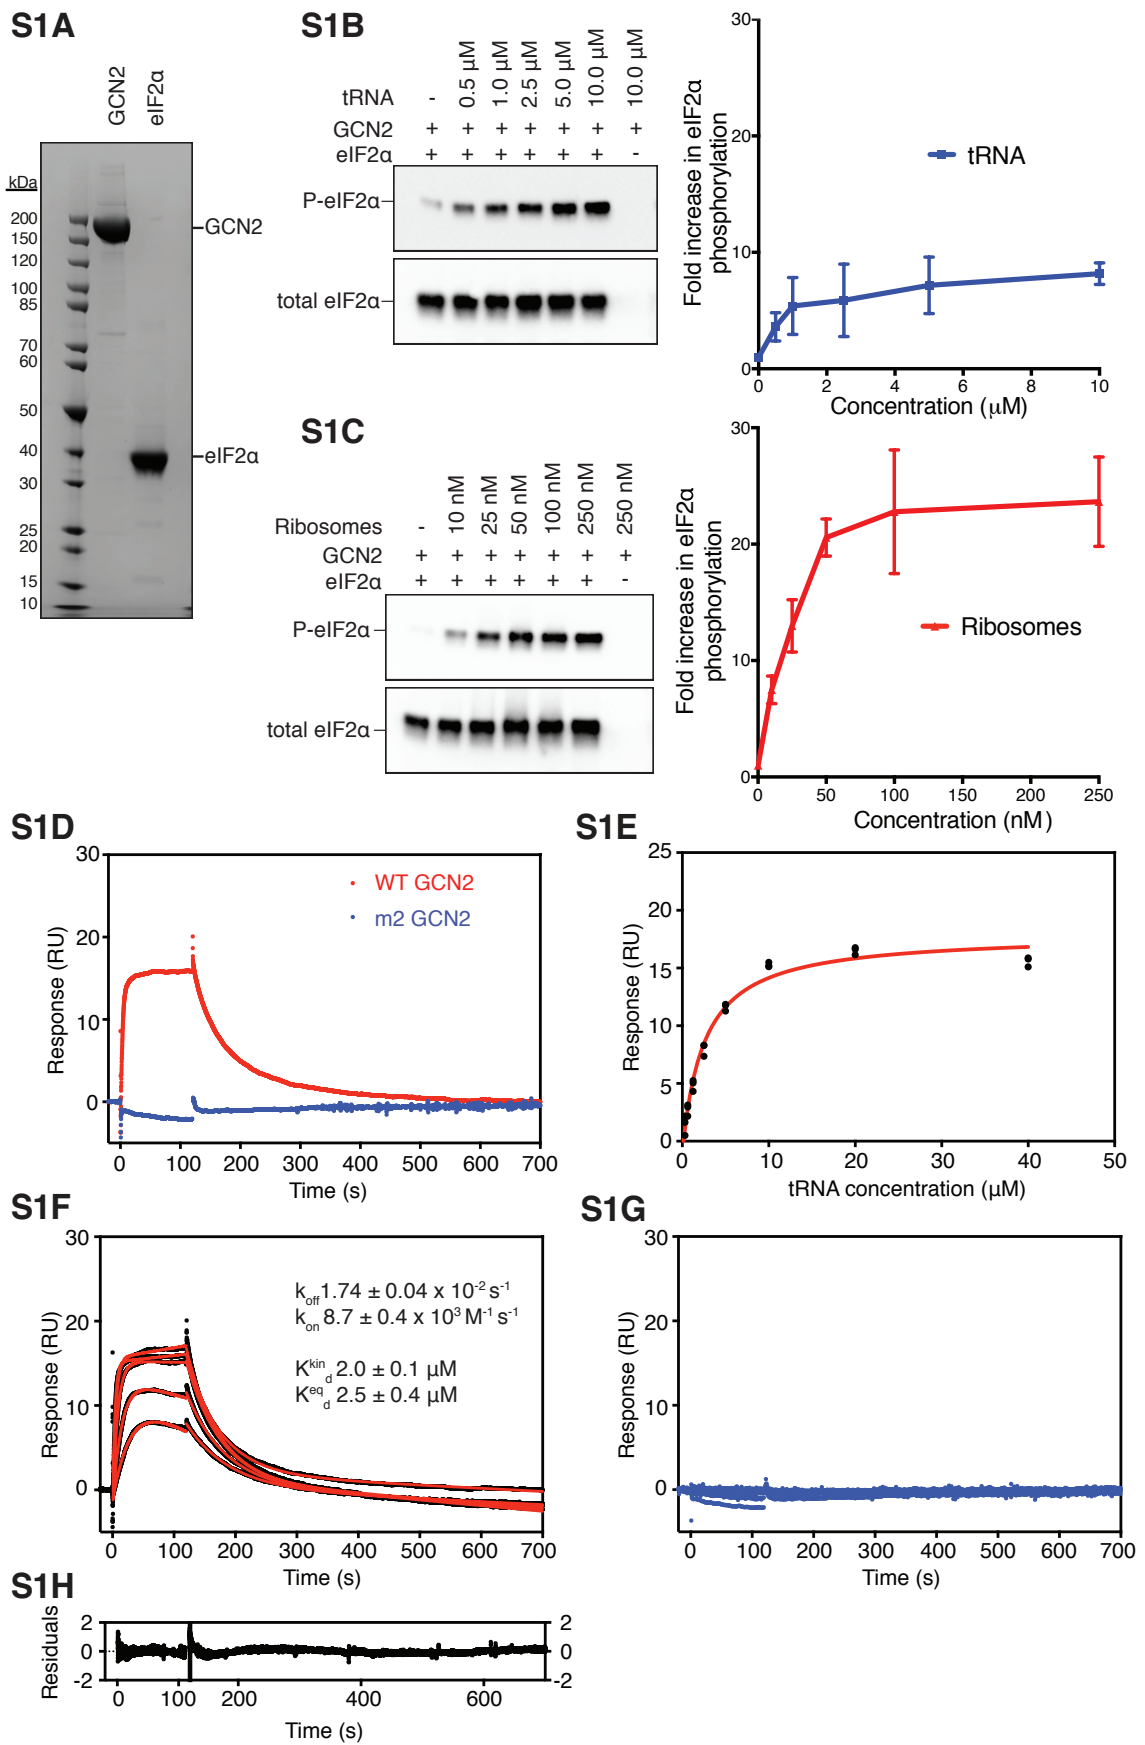 S1A
GCN2
eIF2α
kDa
200
150
120
100
85
70
60
50
40
30
25
20
15
10
GCN2
eIF2α
S1B
tRNA - 0.5 µM 1.0 µM 2.5 µM 5.0 µM 10.0 µM 10.0 µM
GCN2 + + + + + + +
eIF2α + + + + + + -
P-eIF2α
total eIF2α
Fold increase in eIF2α
phosphorylation
30
20
10
0
tRNA
0 2 4 6 8 10
Concentration (µM)
S1C
Ribosomes - 10 nM 25 nM 50 nM 100 nM 250 nM 250 nM
GCN2 + + + + + + +
eIF2α + + + + + + -
P-eIF2α
total eIF2α
Fold increase in eIF2α
phosphorylation
30
20
10
0
Ribosomes
0 50 100 150 200 250
Concentration (nM)
S1D
Response (RU)
30
20
10
0
WT GCN2
m2 GCN2
0 100 200 300 400 500 600 700
Time (s)
S1E
Response (RU)
25
20
15
10
5
0
0 10 20 30 40 50
tRNA concentration (µM)
S1F
Response (RU)
30
20
10
0
koff 1.74 ± 0.04 x 10-2 s-1
kon 8.7 ± 0.4 x 103 M-1 s-1
Kkind 2.0 ± 0.1 µM
Keqd 2.5 ± 0.4 µM
0 100 200 300 400 500 600 700
Time (s)
S1G
Response (RU)
30
20
10
0
0 100 200 300 400 500 600 700
Time (s)
S1H
Residuals
2 2
0 0
-2 -2
0 100 200 400 600
Time (s)